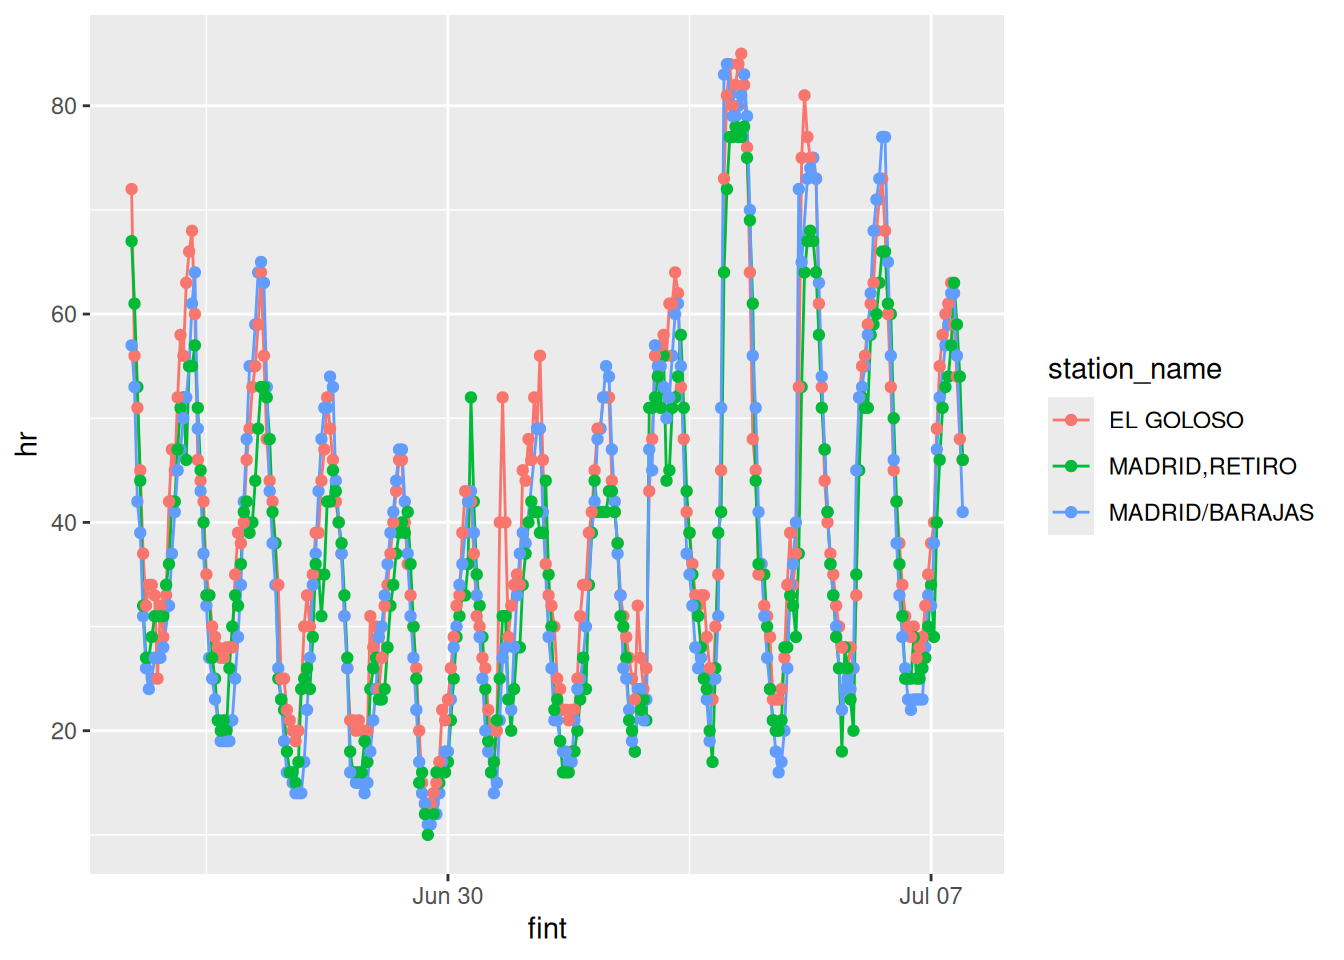 80
60
40
20
hr
Jun 30
Jul 07
fint
station_name
EL GOLOSO
MADRID,RETIRO
MADRID/BARAJAS